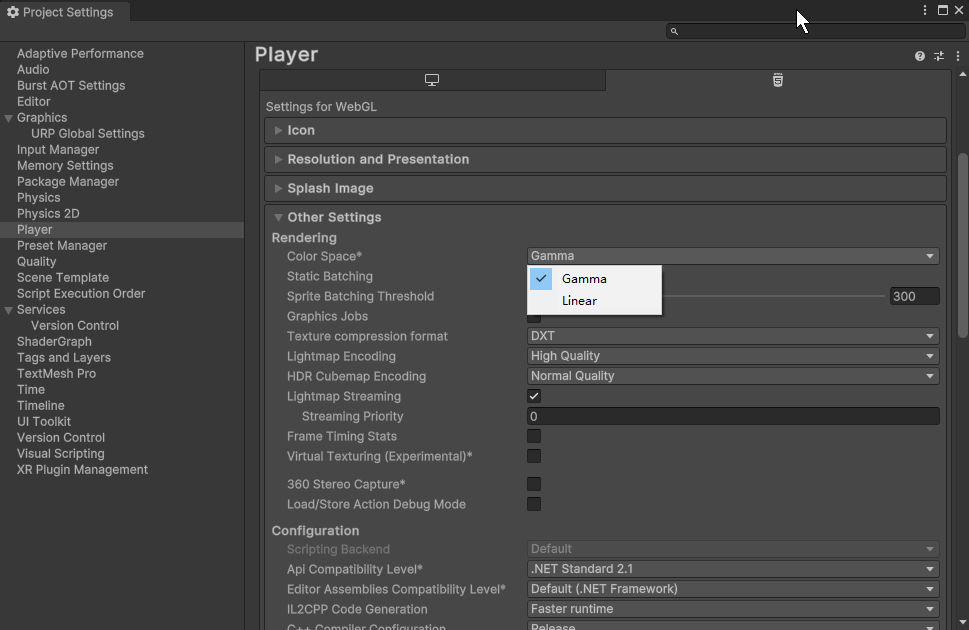 Project Settings
Adaptive Performance
Audio
Burst AOT Settings
Editor
Graphics
URP Global Settings
Input Manager
Memory Settings
Package Manager
Physics
Physics 2D
Player
Preset Manager
Quality
Scene Template
Script Execution Order
Services
Version Control
ShaderGraph
Tags and Layers
TextMesh Pro
Time
Timeline
UI Toolkit
Version Control
Visual Scripting
XR Plugin Management
Player
Settings for WebGL
Icon
Resolution and Presentation
Splash Image
Other Settings
Rendering
Color Space* Gamma
Gamma
Linear
Static Batching
Sprite Batching Threshold 300
Graphics Jobs
Texture compression format DXT
Lightmap Encoding High Quality
HDR Cubemap Encoding Normal Quality
Lightmap Streaming
Streaming Priority 0
Frame Timing Stats
Virtual Texturing (Experimental)*
360 Stereo Capture*
Load/Store Action Debug Mode
Configuration
Scripting Backend Default
Api Compatibility Level* .NET Standard 2.1
Editor Assemblies Compatibility Level* Default (.NET Framework)
IL2CPP Code Generation Faster runtime
C++ Compiler Configuration Release